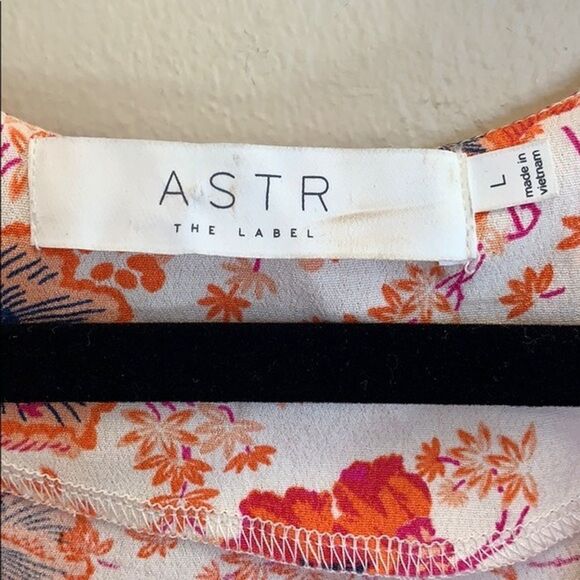 ASTR
THE LABEL
L
made in
vietnam